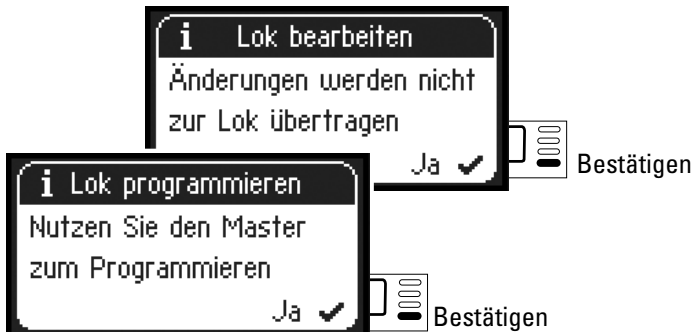 i Lok bearbeiten
Änderungen werden nicht
zur Lok übertragen
Ja ✔
Bestätigen
i Lok programmieren
Nutzen Sie den Master
zum Programmieren
Ja ✔
Bestätigen